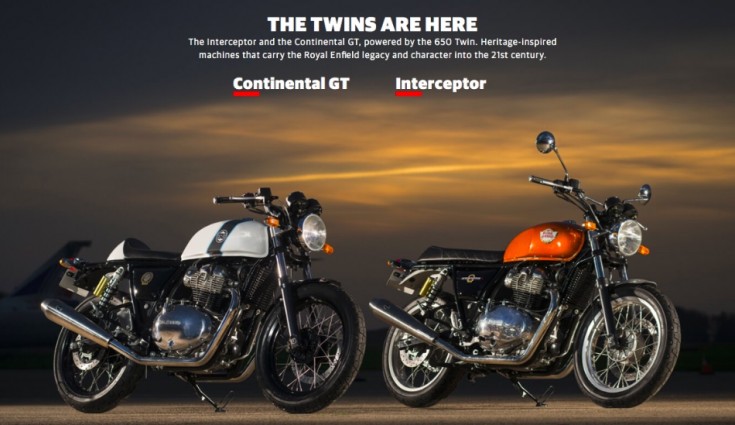 THE TWINS ARE HERE
The Interceptor and the Continental GT, powered by the 650 Twin. Heritage-inspired
machines that carry the Royal Enfield legacy and character into the 21st century.
Continental GT Interceptor